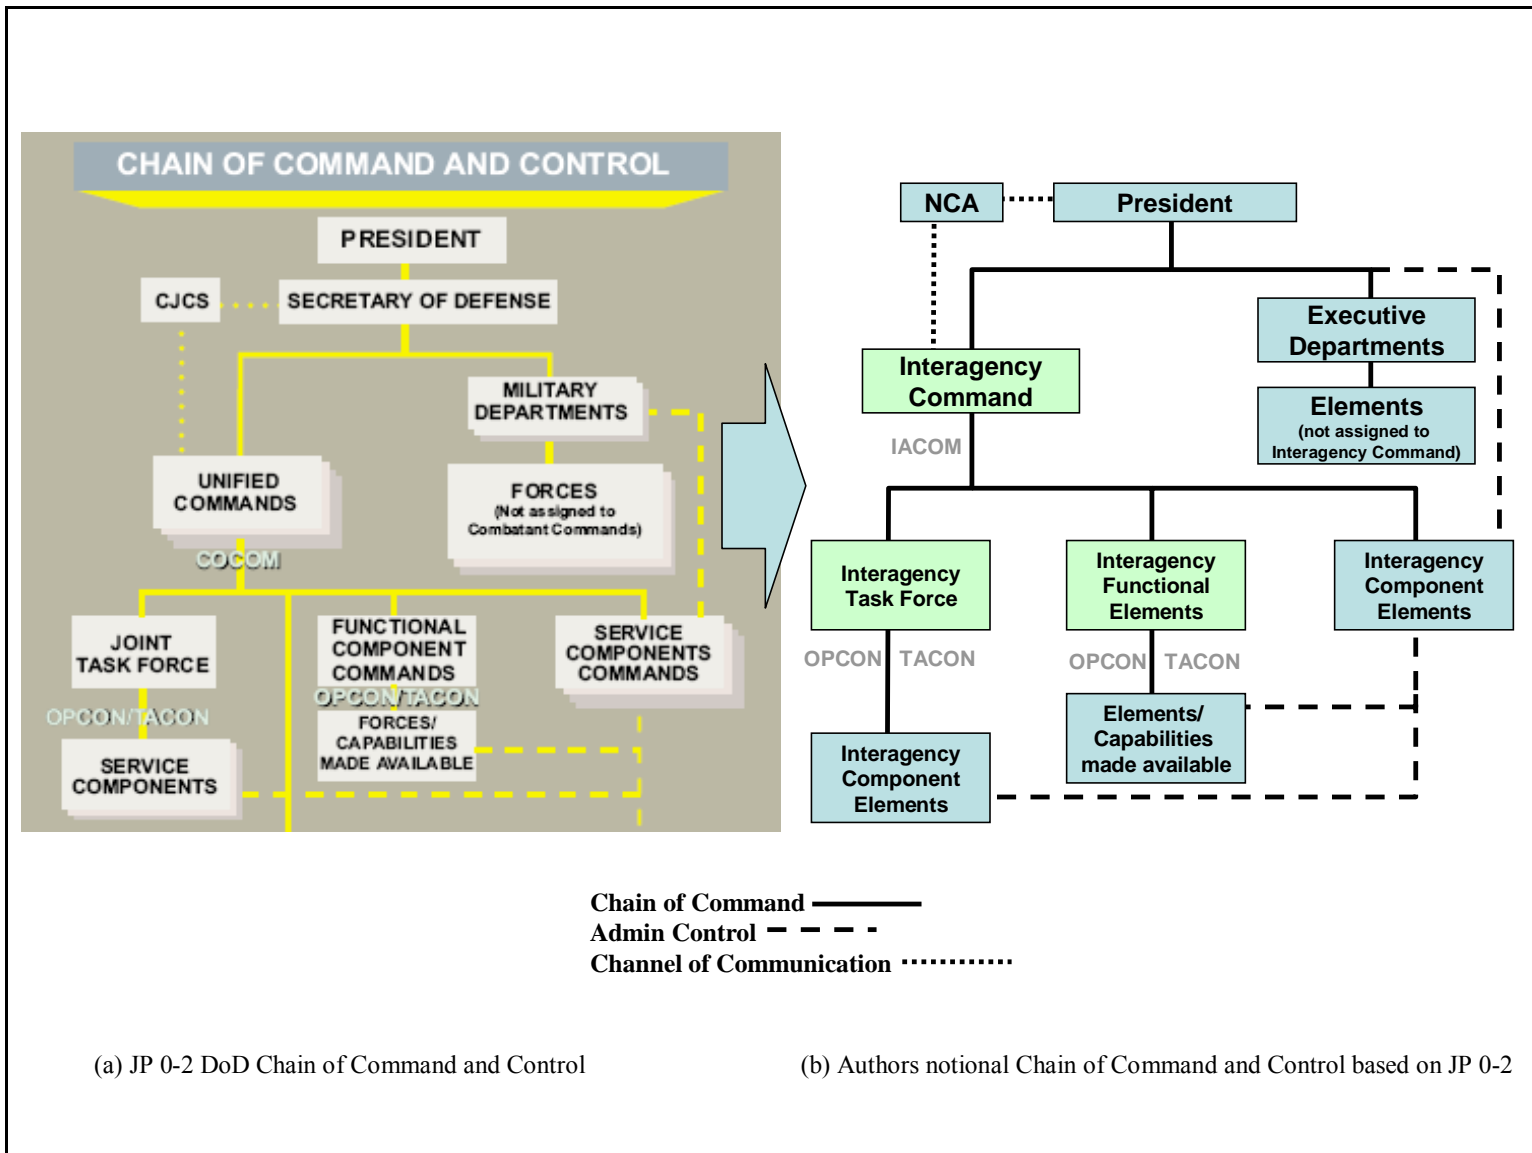 CHAIN OF COMMAND AND CONTROL
PRESIDENT
CJCS
SECRETARY OF DEFENSE
MILITARY
DEPARTMENTS
UNIFIED
COMMANDS
FORCES
(Not assigned to
Combatant Commands)
COCOM
JOINT
TASK FORCE
FUNCTIONAL
COMPONENT
COMMANDS
SERVICE
COMPONENTS
COMMANDS
OPCON/TACON
OPCON/TACON
FORCES/
CAPABILITIES
MADE AVAILABLE
SERVICE
COMPONENTS
NCA
President
Executive
Departments
Interagency
Command
Elements
(not assigned to
Interagency Command)
IACOM
Interagency
Task Force
Interagency
Functional
Elements
Interagency
Component
Elements
OPCON TACON
OPCON TACON
Elements/
Capabilities
made available
Interagency
Component
Elements
Chain of Command
Admin Control
Channel of Communication
(a) JP 0-2 DoD Chain of Command and Control
(b) Authors notional Chain of Command and Control based on JP 0-2